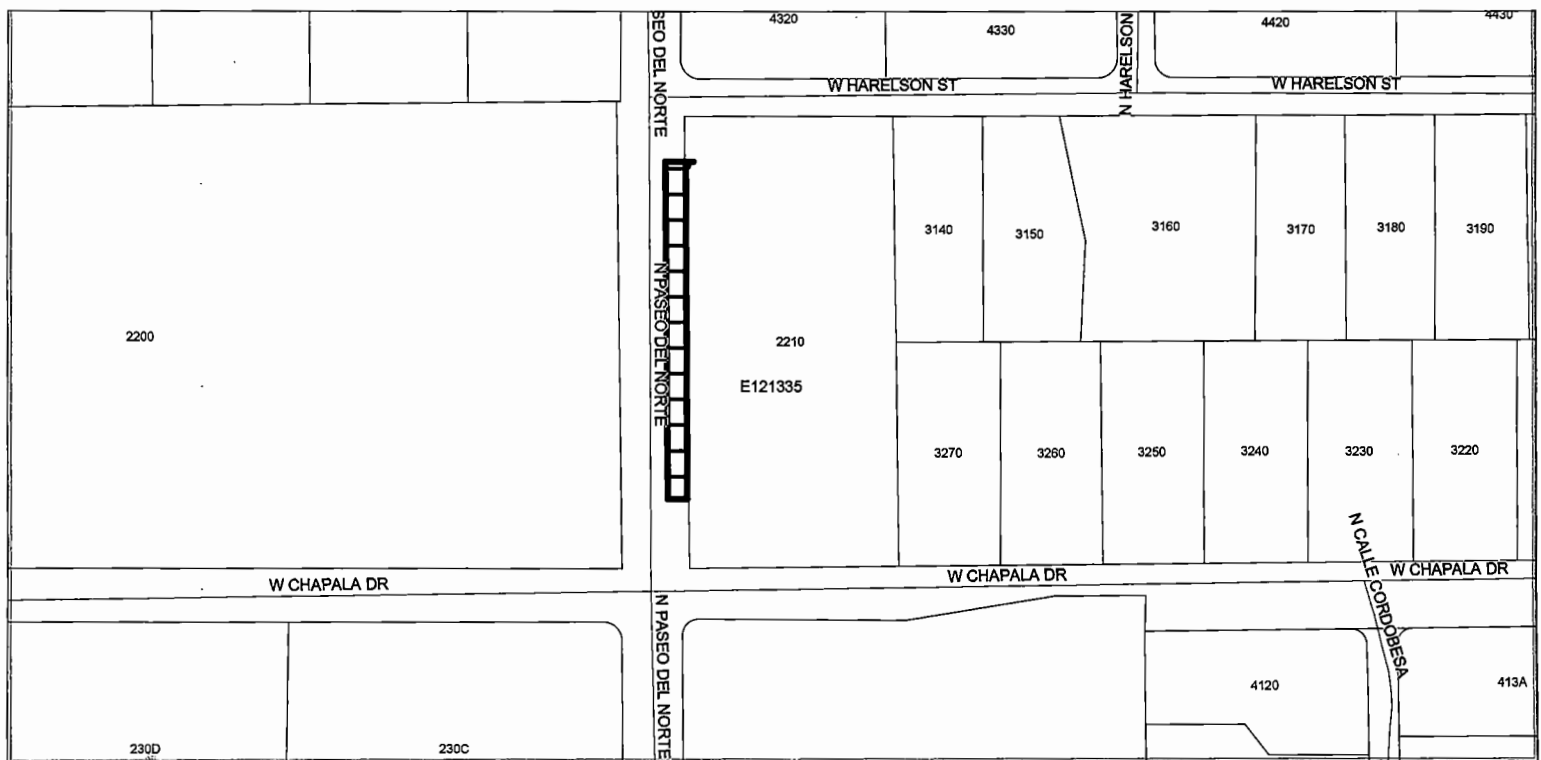 4320
4330
4420
4430
SEO DEL NORTE
N HARELSON
W HARELSON ST
W HARELSON ST
3140
3150
3160
3170
3180
3190
2200
N PASEO DEL NORTE
2210
E121335
3270
3260
3250
3240
3230
3220
N CALLE CORDOBESA
W CHAPALA DR
W CHAPALA DR
W CHAPALA DR
N PASEO DEL NORTE
4120
413A
230D
230C